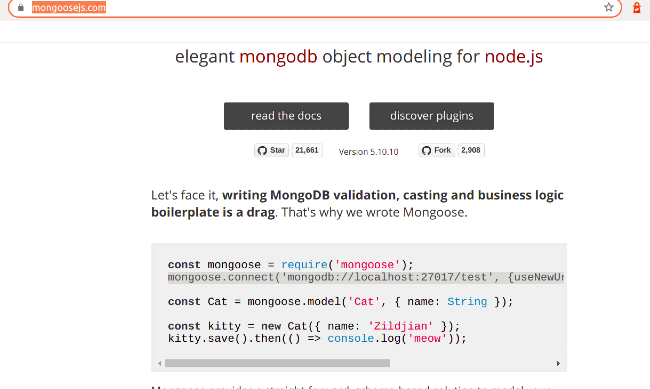 mongoosejs.com
elegant mongodb object modeling for node.js
read the docs discover plugins
Star 21,661 Version 5.10.10 Fork 2,908
Let's face it, writing MongoDB validation, casting and business logic
boilerplate is a drag. That's why we wrote Mongoose.
const mongoose = require('mongoose');
mongoose.connect('mongodb://localhost:27017/test', {useNewUr
const Cat = mongoose.model('Cat', { name: String });
const kitty = new Cat({ name: 'Zildjian' });
kitty.save().then(() => console.log('meow'));